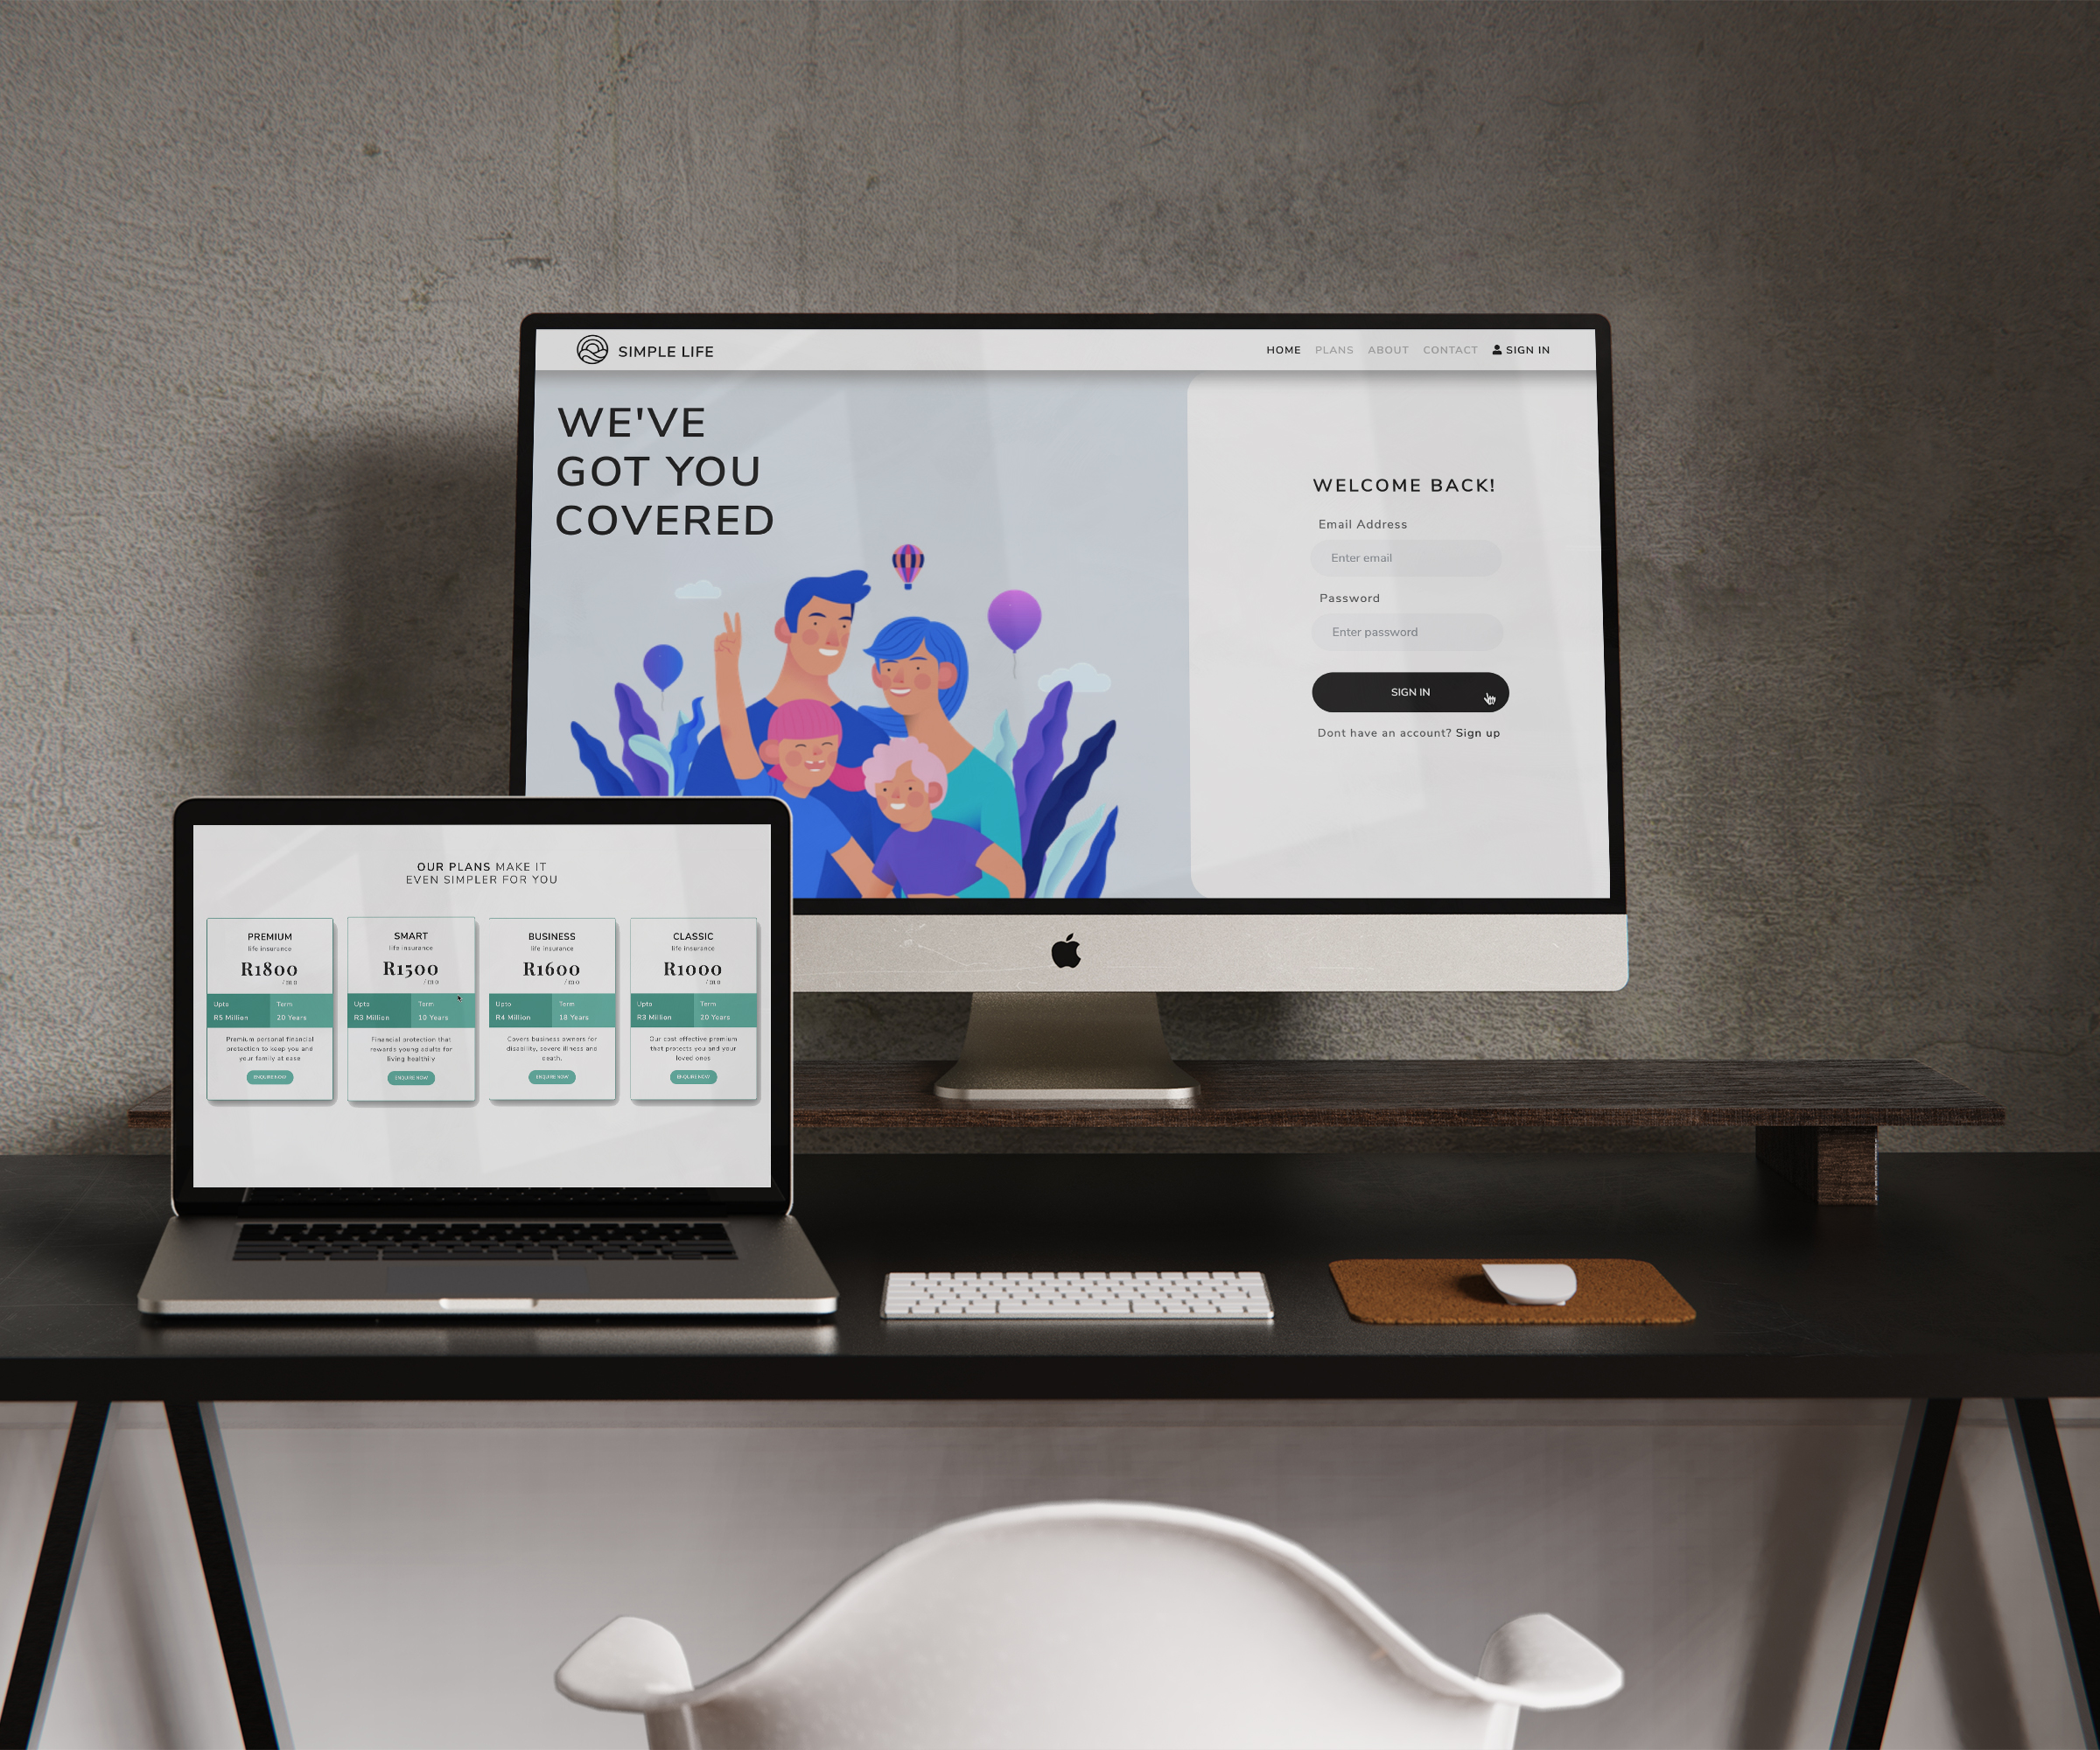 SIMPLE LIFE
HOME PLANS ABOUT CONTACT SIGN IN
WE'VE
GOT YOU
COVERED
WELCOME BACK!
Email Address
Enter email
Password
Enter password
SIGN IN
Dont have an account? Sign up
OUR PLANS MAKE IT
EVEN SIMPLER FOR YOU
PREMIUM
life insurance
R1800
Upto Term
R5 Million 20 Years
Premium personal financial
protection to keep you and
your family at ease
ENQUIRE NOW
SMART
life insurance
R1500
Upto Term
R3 Million 10 Years
Financial protection that
rewards young adults for
living healthily
ENQUIRE NOW
BUSINESS
life insurance
R1600
Upto Term
R4 Million 18 Years
Covers business owners for
disability, severe illness and
death.
ENQUIRE NOW
CLASSIC
life insurance
R1000
Upto Term
R3 Million 20 Years
Our cost effective premium
that protects you and your
loved ones
ENQUIRE NOW